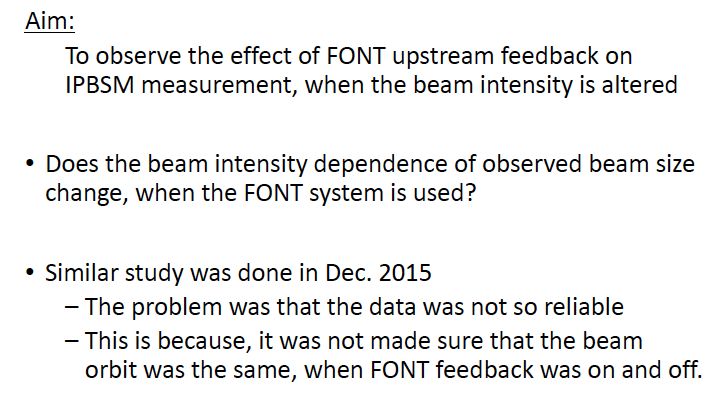 Aim:
To observe the effect of FONT upstream feedback on
IPBSM measurement, when the beam intensity is altered
• Does the beam intensity dependence of observed beam size
change, when the FONT system is used?
• Similar study was done in Dec. 2015
– The problem was that the data was not so reliable
– This is because, it was not made sure that the beam
orbit was the same, when FONT feedback was on and off.